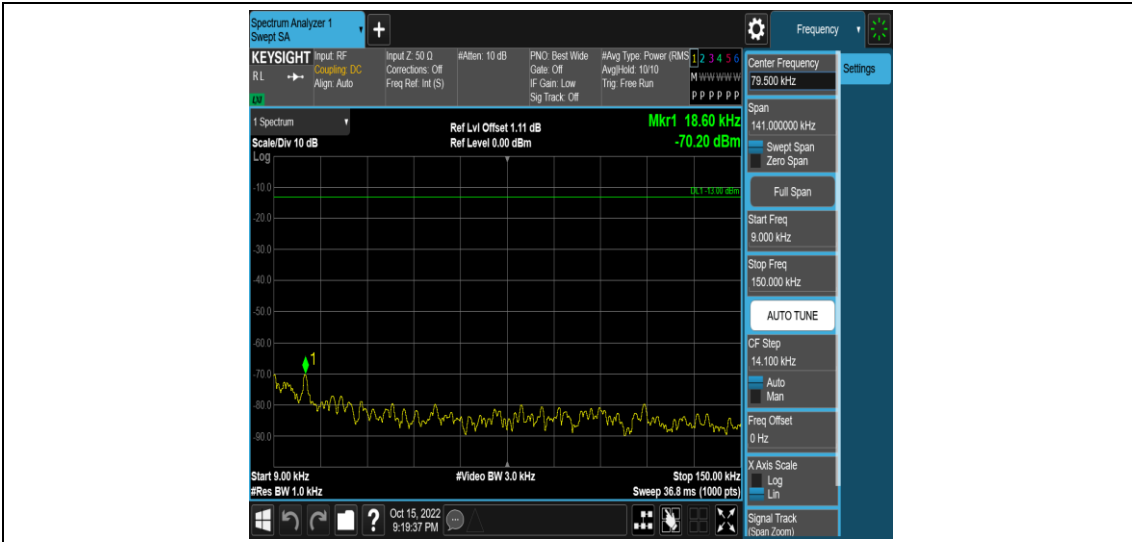 Spectrum Analyzer 1
Swept SA
+
Frequency
KEYSIGHT
RL
LXI
Input: RF
Coupling: DC
Align: Auto
Input Z: 50 Ω
Corrections: Off
Freq Ref: Int (S)
#Atten: 10 dB
PNO: Best Wide
Gate: Off
IF Gain: Low
Sig Track: Off
#Avg Type: Power (RMS
Avg|Hold: 10/10
Trig: Free Run
1 2 3 4 5 6
M W W W W W
P P P P P P
Center Frequency
79.500 kHz
Settings
Span
141.000000 kHz
Swept Span
Zero Span
Full Span
Start Freq
9.000 kHz
Stop Freq
150.000 kHz
AUTO TUNE
CF Step
14.100 kHz
Auto
Man
Freq Offset
0 Hz
X Axis Scale
Log
Lin
Signal Track
(Span Zoom)
1 Spectrum
Scale/Div 10 dB
Log
Ref Lvl Offset 1.11 dB
Ref Level 0.00 dBm
Mkr1 18.60 kHz
-70.20 dBm
DL1 -13.00 dBm
-10.0
-20.0
-30.0
-40.0
-50.0
-60.0
1
-70.0
-80.0
-90.0
Start 9.00 kHz
#Res BW 1.0 kHz
#Video BW 3.0 kHz
Stop 150.00 kHz
Sweep 36.8 ms (1000 pts)
?
Oct 15, 2022
9:19:37 PM